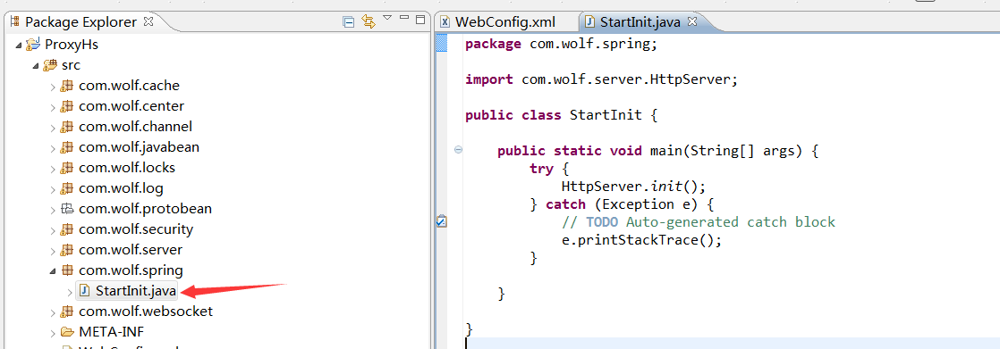 Package Explorer
ProxyHs
src
com.wolf.cache
com.wolf.center
com.wolf.channel
com.wolf.javabean
com.wolf.locks
com.wolf.log
com.wolf.protobean
com.wolf.security
com.wolf.server
com.wolf.spring
StartInit.java
com.wolf.websocket
META-INF
WebConfig.xml
StartInit.java
package com.wolf.spring;
import com.wolf.server.HttpServer;
public class StartInit {
public static void main(String[] args) {
try {
HttpServer.init();
} catch (Exception e) {
// TODO Auto-generated catch block
e.printStackTrace();
}
}
}